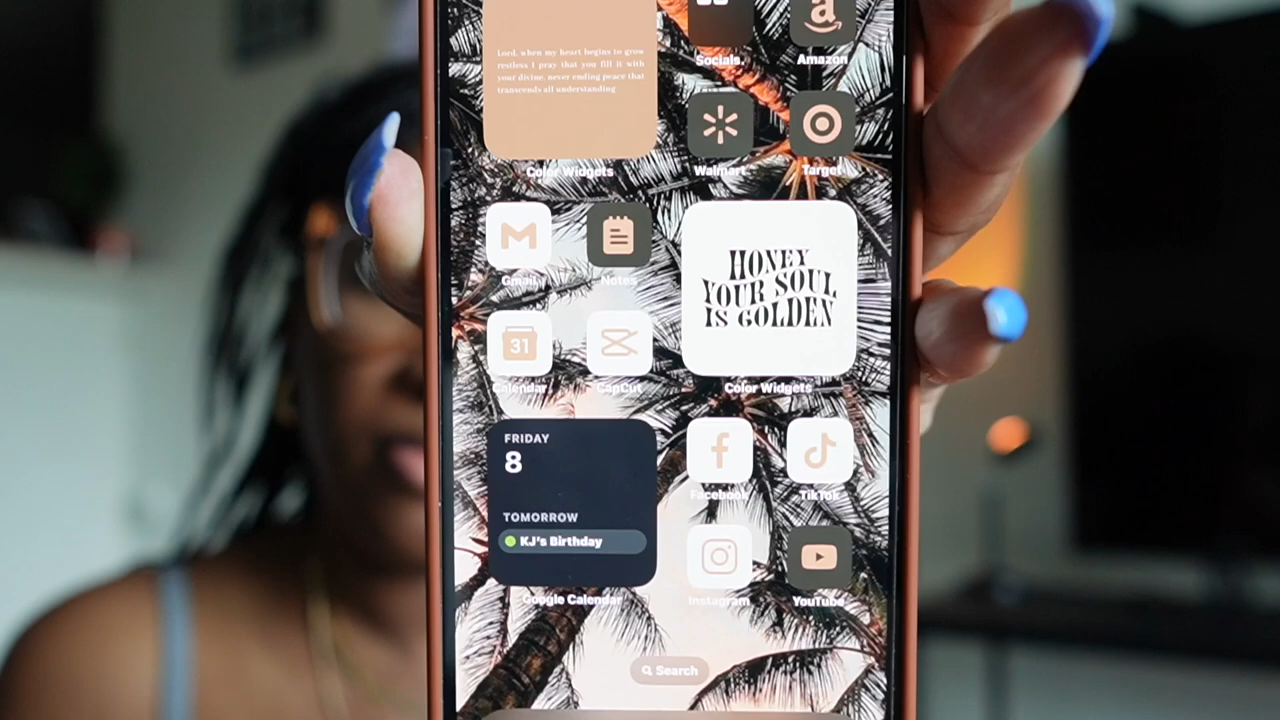 Lord, when my heart begins to grow
restless I pray that you fill it with
your divine, never ending peace that
transcends all understanding
Color Widgets
Socials
Amazon
Walmart
Target
Gmail
Notes
31
Calendar
CapCut
HONEY
YOUR SOUL
IS GOLDEN
Color Widgets
FRIDAY
8
TOMORROW
KJ's Birthday
Google Calendar
Facebook
TikTok
Instagram
YouTube
Search